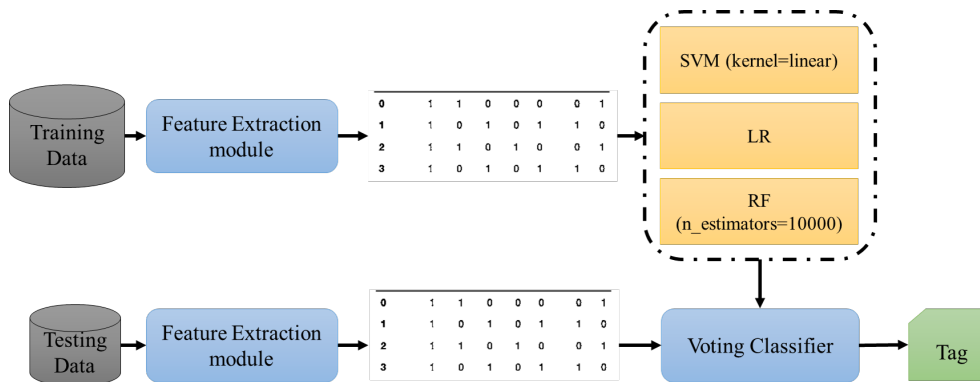 Training
Data
Feature Extraction
module
0 1 1 0 0 0 0 1
1 1 0 1 0 1 1 0
2 1 1 0 1 0 0 1
3 1 0 1 0 1 1 0
SVM (kernel=linear)
LR
RF
(n_estimators=10000)
Testing
Data
Feature Extraction
module
0 1 1 0 0 0 0 1
1 1 0 1 0 1 1 0
2 1 1 0 1 0 0 1
3 1 0 1 0 1 1 0
Voting Classifier
Tag